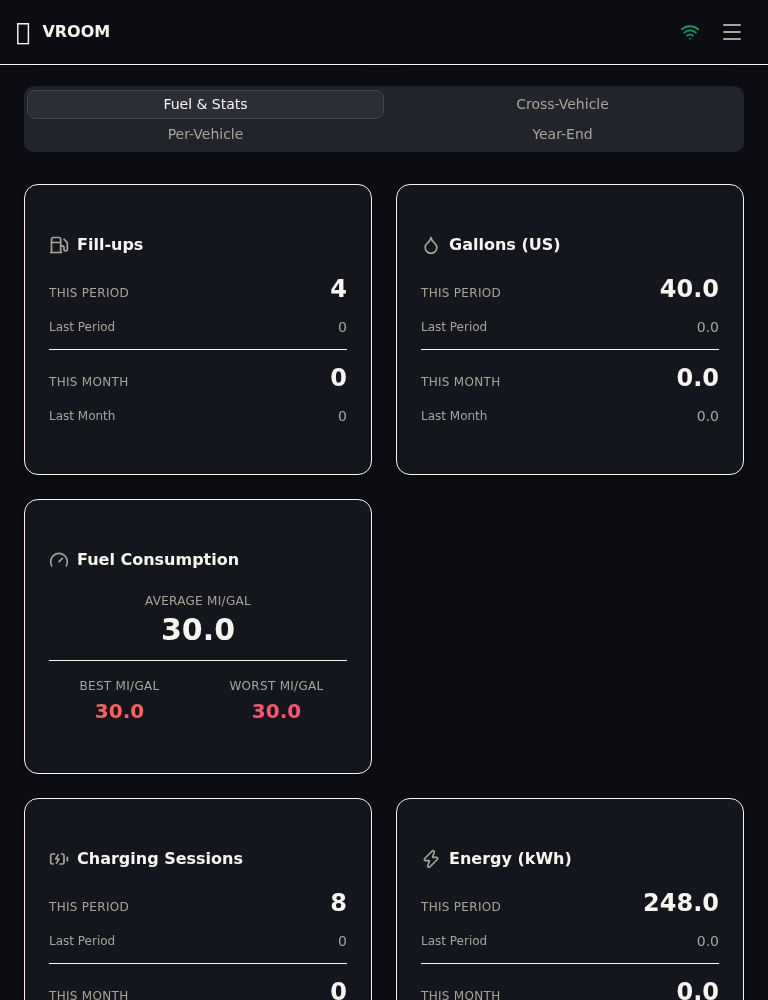 VROOM
Fuel & Stats
Cross-Vehicle
Per-Vehicle
Year-End
Fill-ups
THIS PERIOD 4
Last Period 0
THIS MONTH 0
Last Month 0
Gallons (US)
THIS PERIOD 40.0
Last Period 0.0
THIS MONTH 0.0
Last Month 0.0
Fuel Consumption
AVERAGE MI/GAL
30.0
BEST MI/GAL
30.0
WORST MI/GAL
30.0
Charging Sessions
THIS PERIOD 8
Last Period 0
THIS MONTH 0
Energy (kWh)
THIS PERIOD 248.0
Last Period 0.0
THIS MONTH 0.0